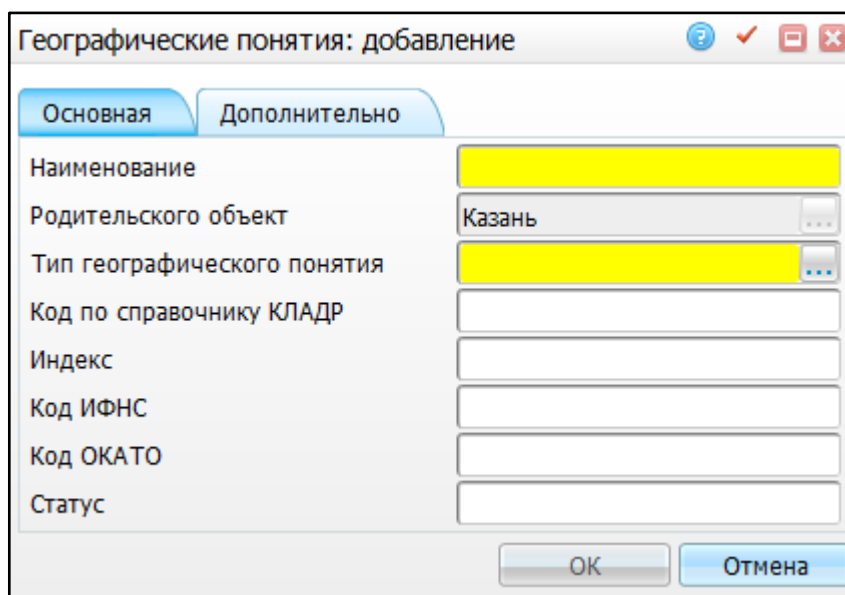 Географические понятия: добавление
Основная Дополнительно
Наименование
Родительского объект Казань ...
Тип географического понятия ...
Код по справочнику КЛАДР
Индекс
Код ИФНС
Код ОКАТО
Статус
ОК Отмена